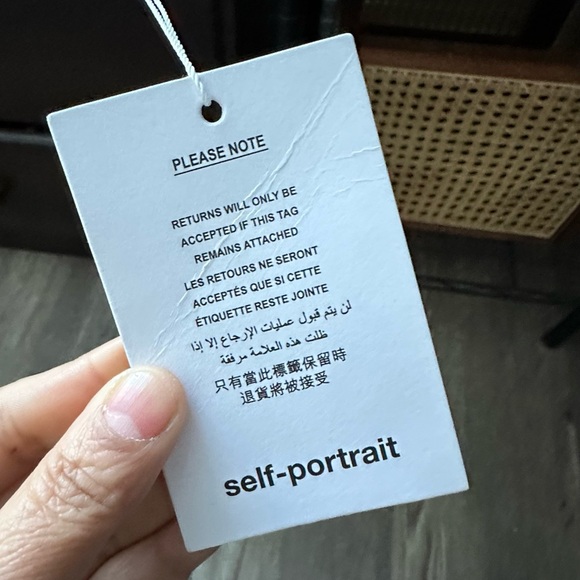 PLEASE NOTE
RETURNS WILL ONLY BE
ACCEPTED IF THIS TAG
REMAINS ATTACHED
LES RETOURS NE SERONT
ACCEPTÉS QUE SI CETTE
ÉTIQUETTE RESTE JOINTE
لن يتم قبول عمليات الإرجاع إلا إذا
ظلت هذه العلامة مرفقة
只有當此標籤保留時
退貨將被接受
self-portrait